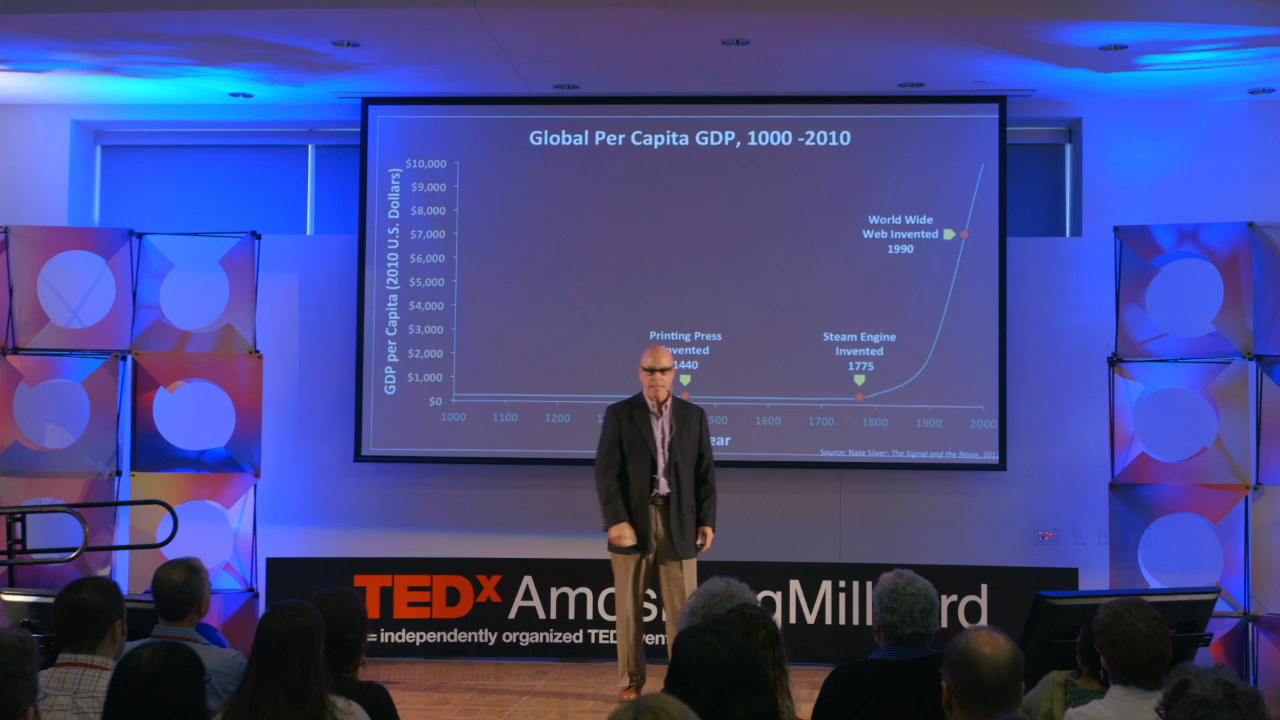 Global Per Capita GDP, 1000 -2010
GDP per Capita (2010 U.S. Dollars)
$10,000
$9,000
$8,000
$7,000
$6,000
$5,000
$4,000
$3,000
$2,000
$1,000
$0
World Wide
Web Invented
1990
Printing Press
Invented
1440
Steam Engine
Invented
1775
1000 1100 1200 1600 1700 1800 1900 2000
Source: Nate Silver, The Signal and the Noise,
TEDx
= independently organized TED